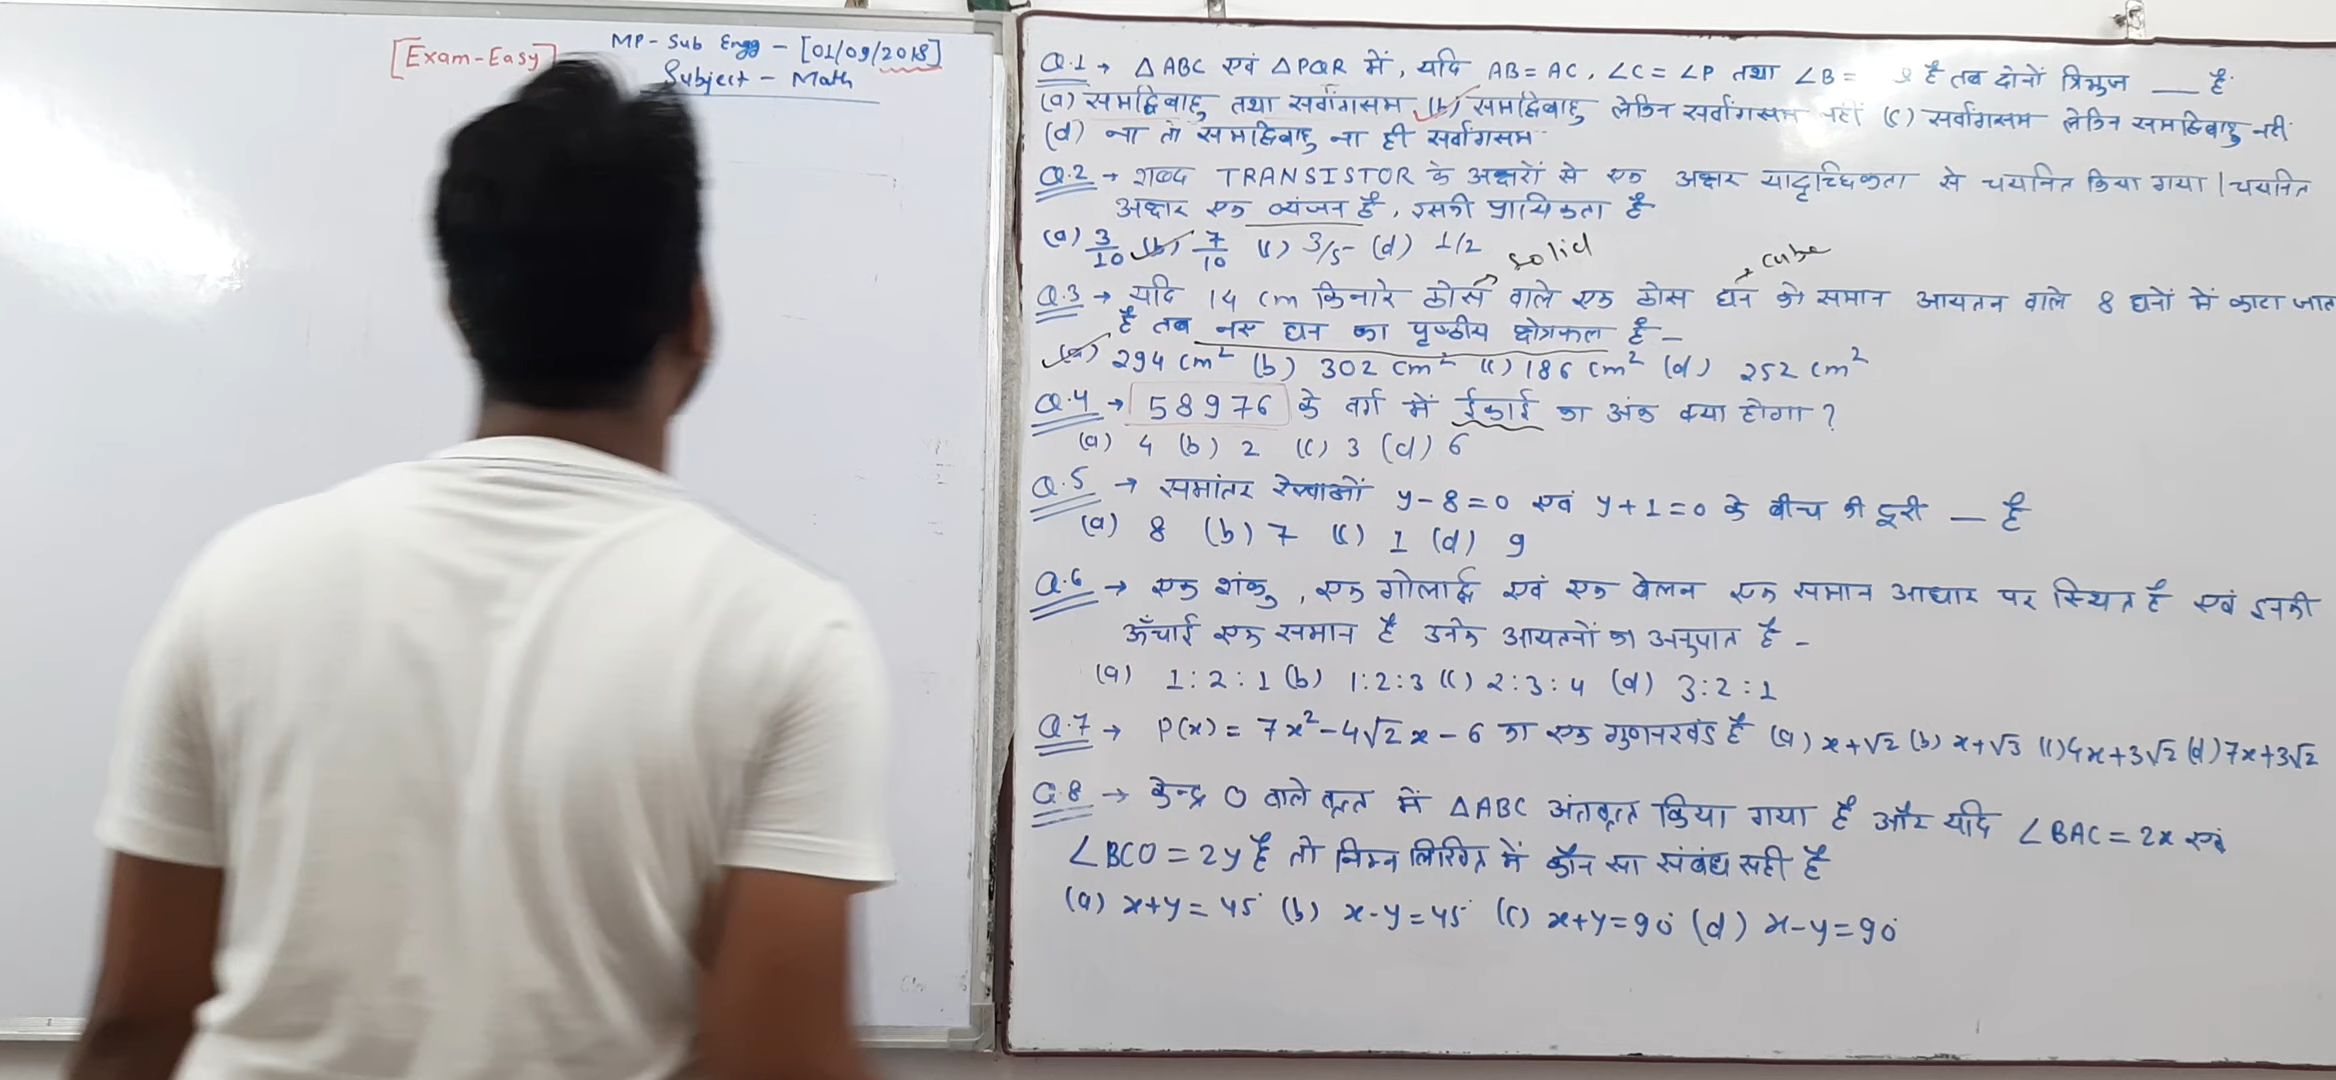 [Exam-Easy]
MP-Sub Engg - [01/09/2018]
Subject - Math
Q.1 → △ABC एवं △PQR में, यदि AB = AC, ∠C = ∠P तथा ∠B = है तब दोनों त्रिभुज __ है
(a) समद्विबाहु तथा सर्वांगसम (b) समद्विबाहु लेकिन सर्वांगसम नहीं (c) सर्वांगसम लेकिन समद्विबाहु नहीं
(d) ना तो समद्विबाहु ना ही सर्वांगसम
Q.2 → शब्द TRANSISTOR के अक्षरों से एक अक्षर यादृच्छिकता से चयनित किया गया | चयनित
अक्षर एक व्यंजन है, इसकी प्रायिकता है
(a) 3/10 (b) 7/10 (c) 3/5 (d) 1/2
solid
cube
Q.3 → यदि 14 cm किनारे ठोस वाले एक ठोस घन को समान आयतन वाले 8 घनों में काटा जाता
है तब नए घन का पृष्ठीय क्षेत्रफल है -
(a) 294 cm² (b) 302 cm² (c) 186 cm² (d) 252 cm²
Q.4 → 58976 के वर्ग में ईकाई का अंक क्या होगा ?
(a) 4 (b) 2 (c) 3 (d) 6
Q.5 → समांतर रेखाओं y-8=0 एवं y+1=0 के बीच की दूरी __ है
(a) 8 (b) 7 (c) 1 (d) 9
Q.6 → एक शंकु, एक गोलार्द्ध एवं एक बेलन एक समान आधार पर स्थित है एवं इनकी
ऊँचाई एक समान है उनके आयतनों का अनुपात है -
(a) 1:2:1 (b) 1:2:3 (c) 2:3:4 (d) 3:2:1
Q.7 → P(x) = 7x²-4√2x-6 का एक गुणनखंड है (a) x+√2 (b) x+√3 (c) 4x+3√2 (d) 7x+3√2
Q.8 → केन्द्र O वाले वृत्त में △ABC अंतवृत्त किया गया है और यदि ∠BAC = 2x एवं
∠BCO = 2y है तो निम्न लिखित में कौन सा संबंध सही है
(a) x+y=45° (b) x-y=45° (c) x+y=90° (d) x-y=90°